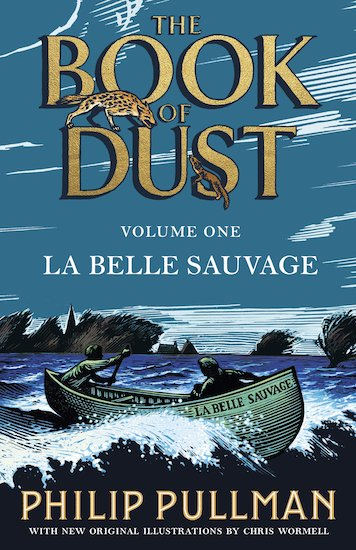 THE
BOOK
OF
DUST
VOLUME ONE
LA BELLE SAUVAGE
LA BELLE SAUVAGE
PHILIP PULLMAN
WITH NEW ORIGINAL ILLUSTRATIONS BY CHRIS WORMELL